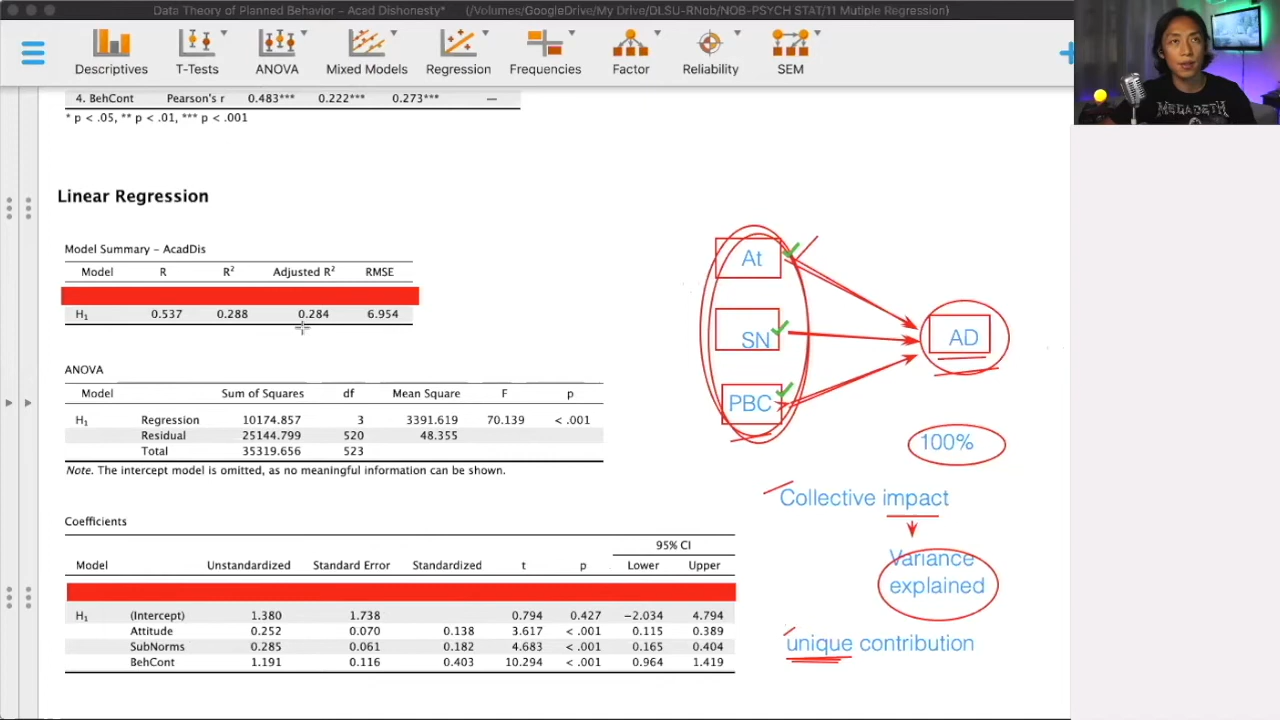 Data Theory of Planned Behavior - Acad Dishonesty* (/Volumes/GoogleDrive/My Drive/DLSU-RNob/NOB-PSYCH STAT/11 Mutiple Regression)
Descriptives T-Tests ANOVA Mixed Models Regression Frequencies Factor Reliability SEM
MEGADETH
4. BehCont Pearson's r 0.483*** 0.222*** 0.273*** —
* p < .05, ** p < .01, *** p < .001
Linear Regression
Model Summary - AcadDis
Model R R² Adjusted R² RMSE
H₁ 0.537 0.288 0.284 6.954
ANOVA
Model Sum of Squares df Mean Square F p
H₁ Regression 10174.857 3 3391.619 70.139 < .001
Residual 25144.799 520 48.355
Total 35319.656 523
Note. The intercept model is omitted, as no meaningful information can be shown.
Coefficients
95% CI
Model Unstandardized Standard Error Standardized t p Lower Upper
H₁ (Intercept) 1.380 1.738 0.794 0.427 −2.034 4.794
Attitude 0.252 0.070 0.138 3.617 < .001 0.115 0.389
SubNorms 0.285 0.061 0.182 4.683 < .001 0.165 0.404
BehCont 1.191 0.116 0.403 10.294 < .001 0.964 1.419
At
SN
PBC
AD
100%
Collective impact
Variance
explained
unique contribution